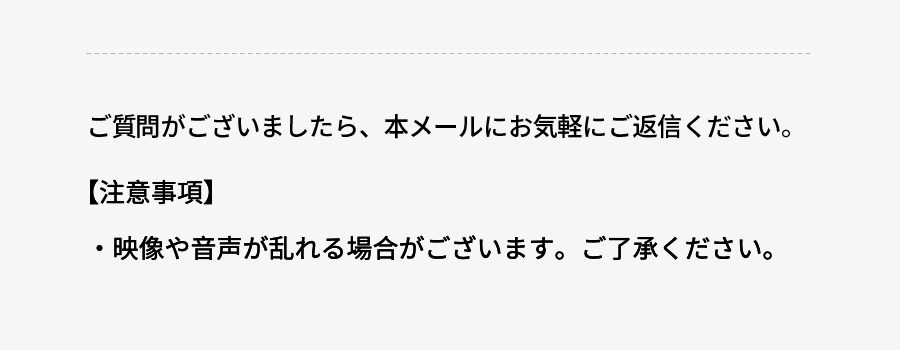 ご質問がございましたら、本メールにお気軽にご返信ください。
【注意事項】
・映像や音声が乱れる場合がございます。ご了承ください。